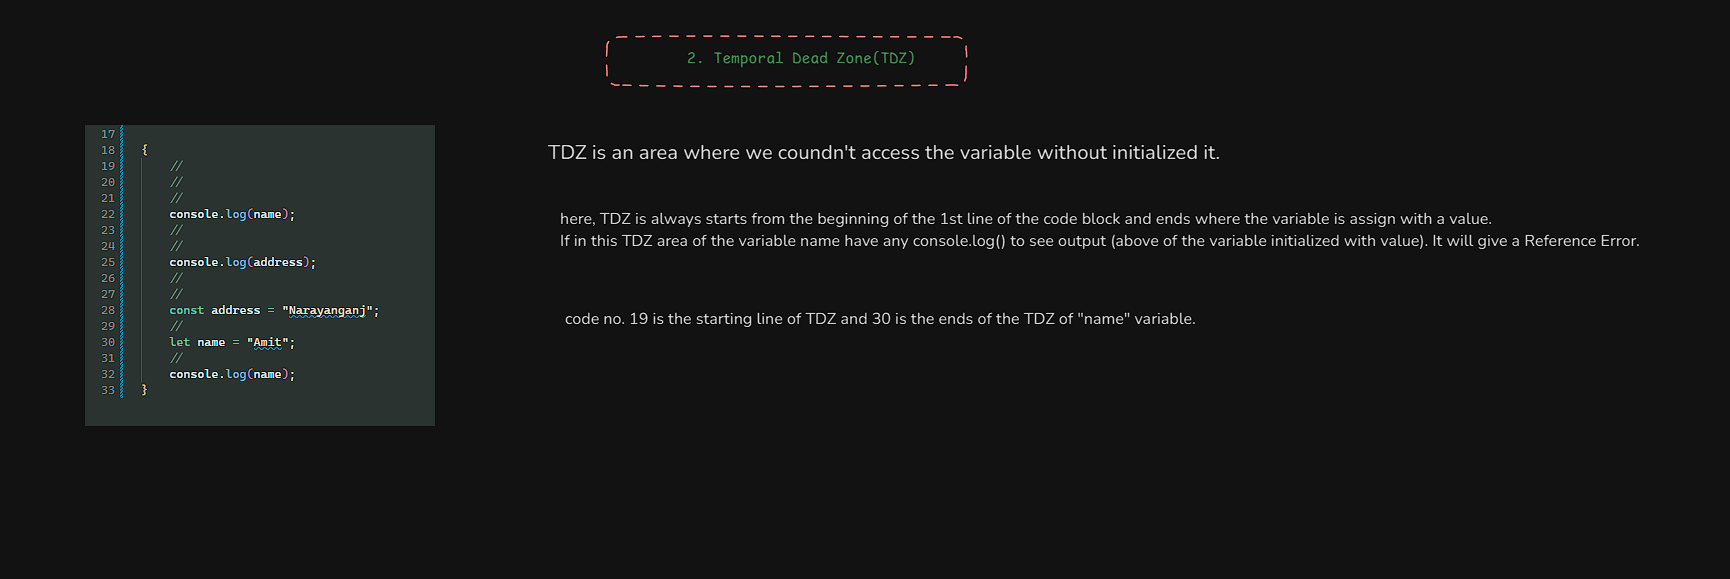 2. Temporal Dead Zone(TDZ)
17
18 {
19 //
20 //
21 //
22 console.log(name);
23 //
24 //
25 console.log(address);
26 //
27 //
28 const address = "Narayanganj";
29 //
30 let name = "Amit";
31 //
32 console.log(name);
33 }
TDZ is an area where we coundn't access the variable without initialized it.
here, TDZ is always starts from the beginning of the 1st line of the code block and ends where the variable is assign with a value.
If in this TDZ area of the variable name have any console.log() to see output (above of the variable initialized with value). It will give a Reference Error.
code no. 19 is the starting line of TDZ and 30 is the ends of the TDZ of "name" variable.